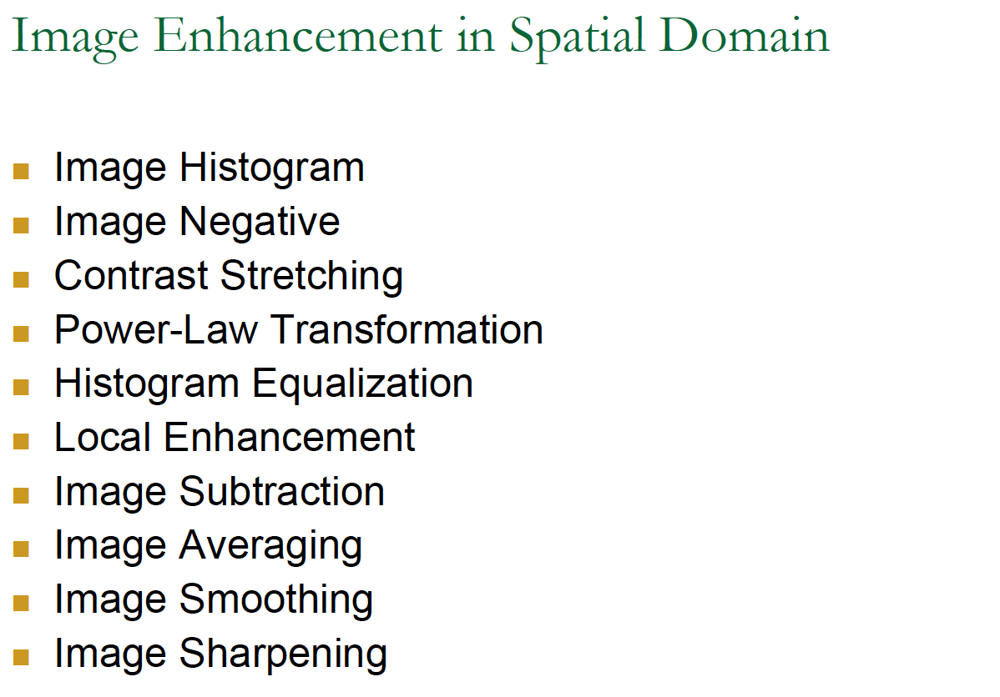 Image Enhancement in Spatial Domain
Image Histogram
Image Negative
Contrast Stretching
Power-Law Transformation
Histogram Equalization
Local Enhancement
Image Subtraction
Image Averaging
Image Smoothing
Image Sharpening